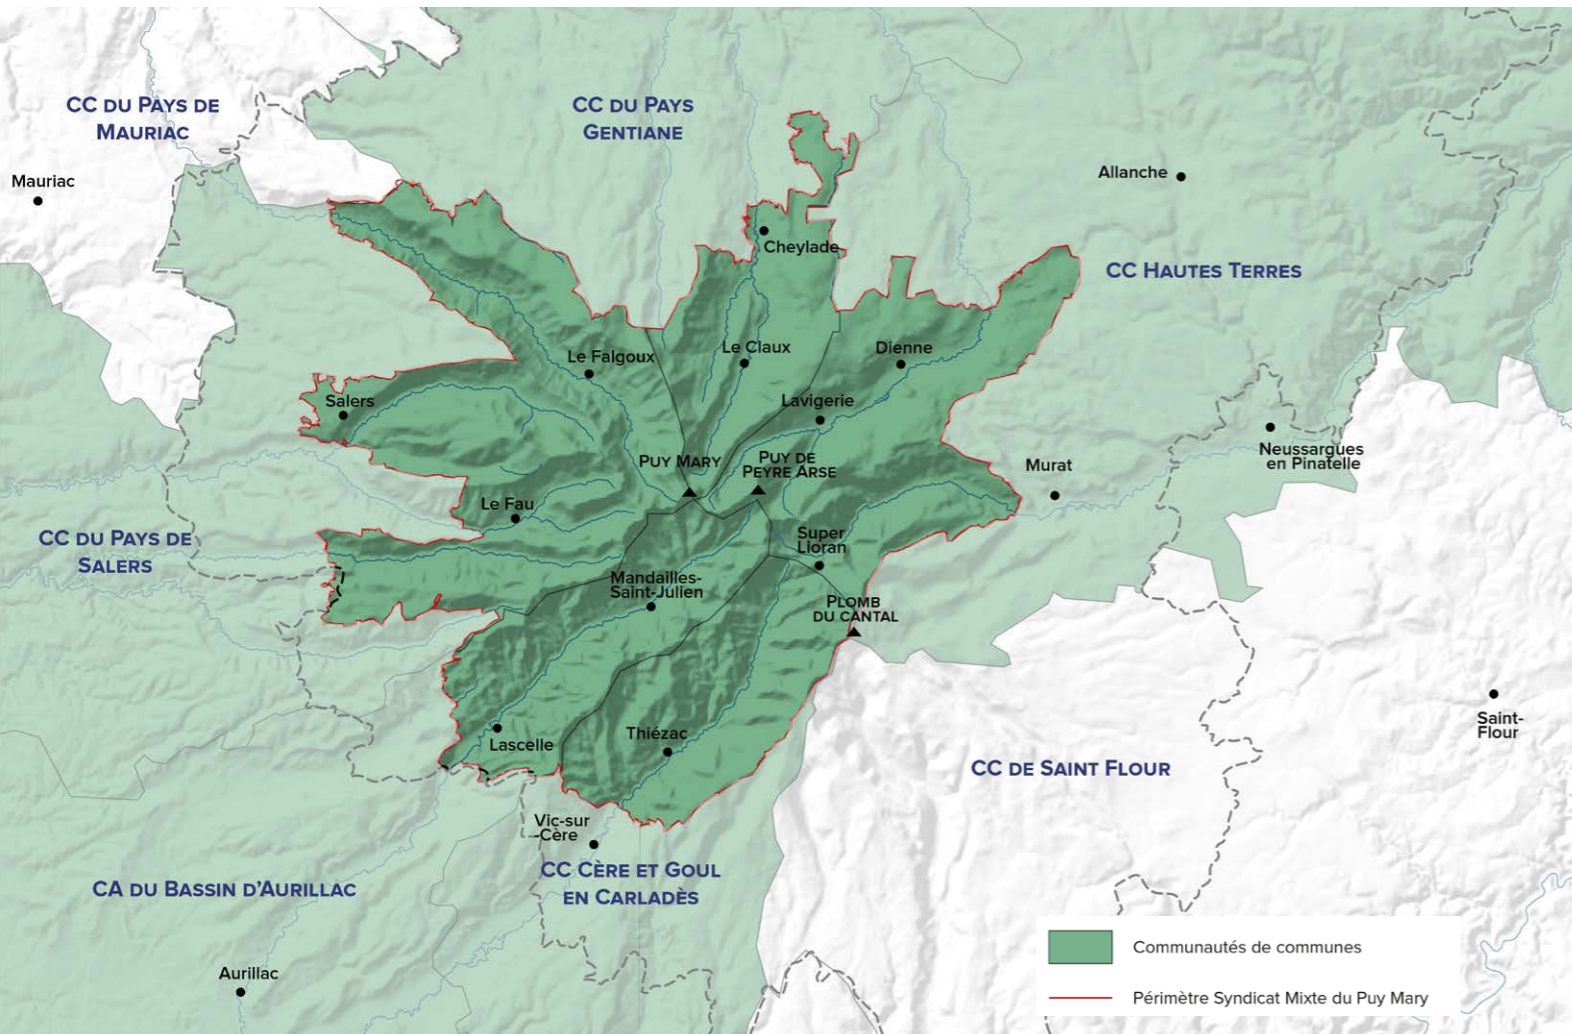 CC DU PAYS DE
MAURIAC
CC DU PAYS
GENTIANE
Mauriac
Allanche
Cheylade
CC HAUTES TERRES
Le Falgoux
Le Claux
Dienne
Salers
Lavigerie
PUY MARY
PUY DE
PEYRE ARSE
Murat
Neussargues
en Pinatelle
Le Fau
CC DU PAYS DE
SALERS
Super
Lioran
Mandailles-
Saint-Julien
PLOMB
DU CANTAL
Saint-
Flour
Lascelle
Thiézac
CC DE SAINT FLOUR
Vic-sur
-Cère
CC CÈRE ET GOUL
EN CARLADÈS
CA DU BASSIN D'AURILLAC
Aurillac
Communautés de communes
Périmètre Syndicat Mixte du Puy Mary